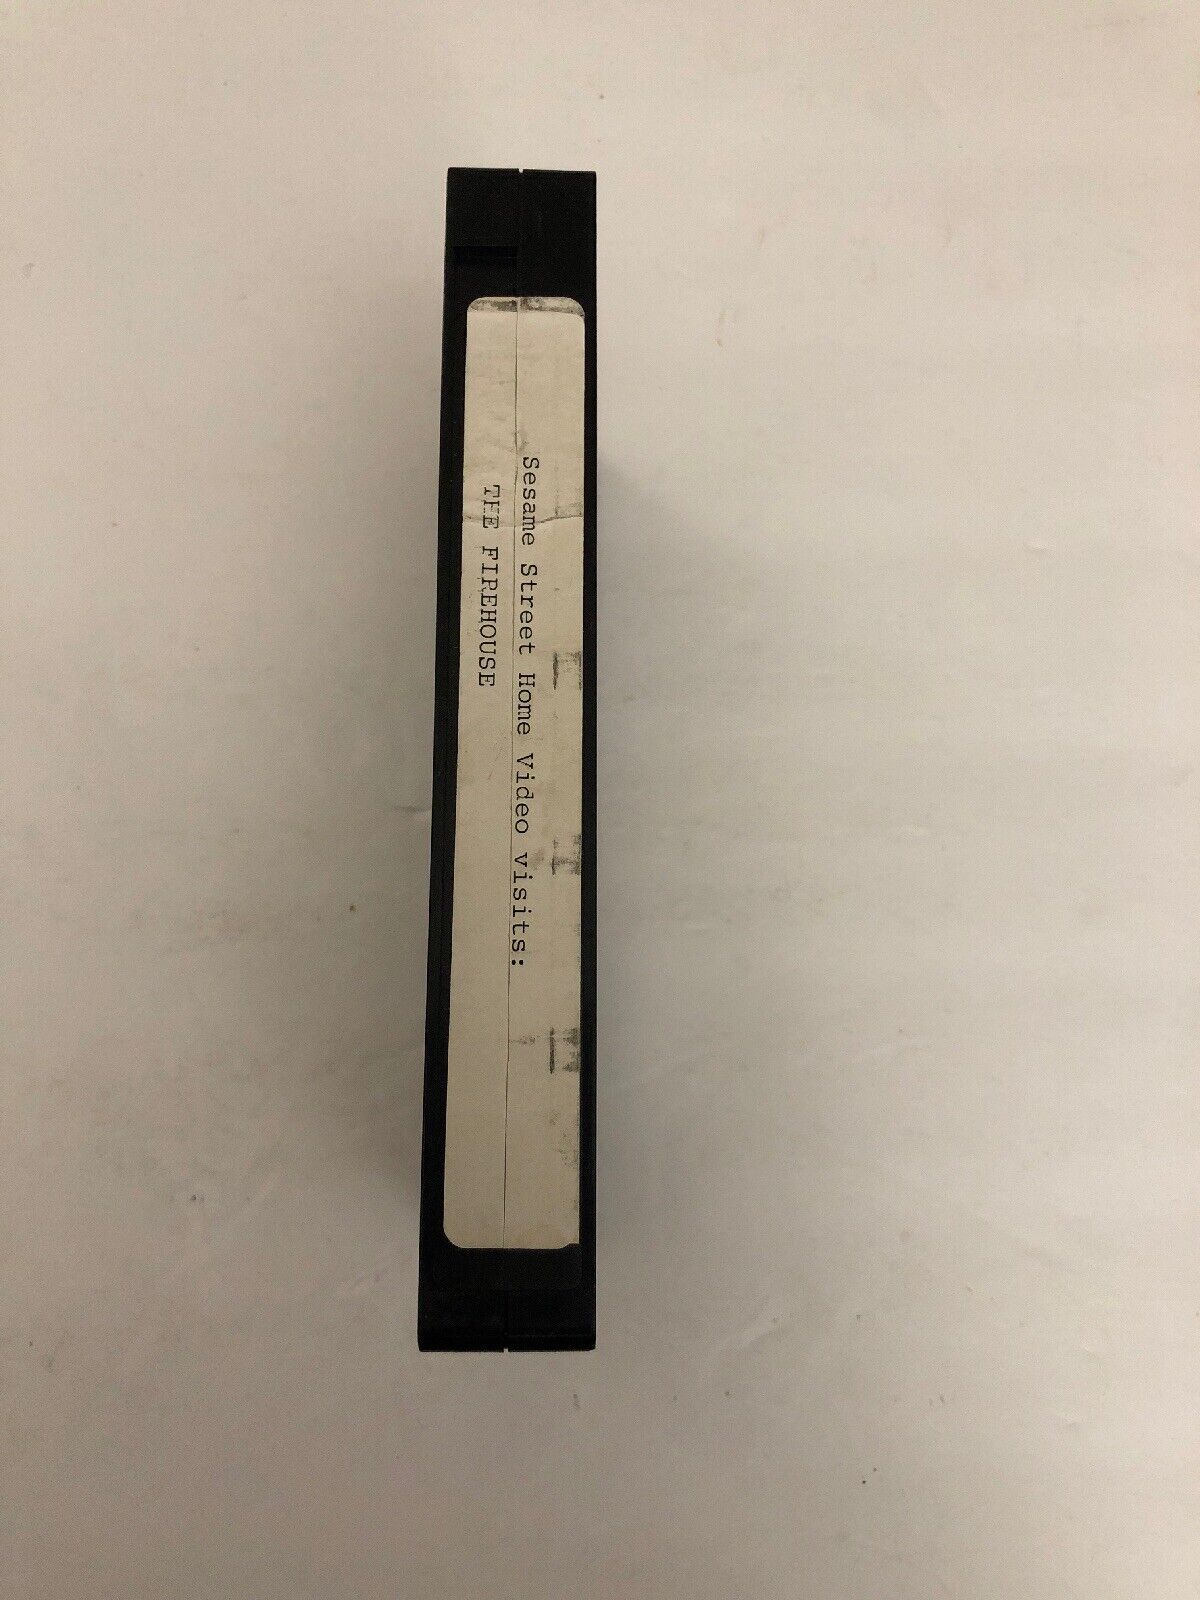 Sesame Street Home Video visits:
THE FIREHOUSE